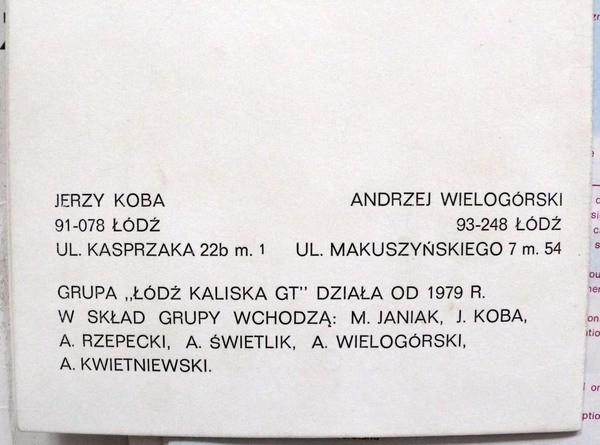 JERZY KOBA
91-078 ŁÓDŹ
UL. KASPRZAKA 22b m. 1
ANDRZEJ WIELOGÓRSKI
93-248 ŁÓDŹ
UL. MAKUSZYŃSKIEGO 7 m. 54
GRUPA „ŁÓDŹ KALISKA GT” DZIAŁA OD 1979 R.
W SKŁAD GRUPY WCHODZĄ: M. JANIAK, J. KOBA,
A. RZEPECKI, A. ŚWIETLIK, A. WIELOGÓRSKI,
A. KWIETNIEWSKI.